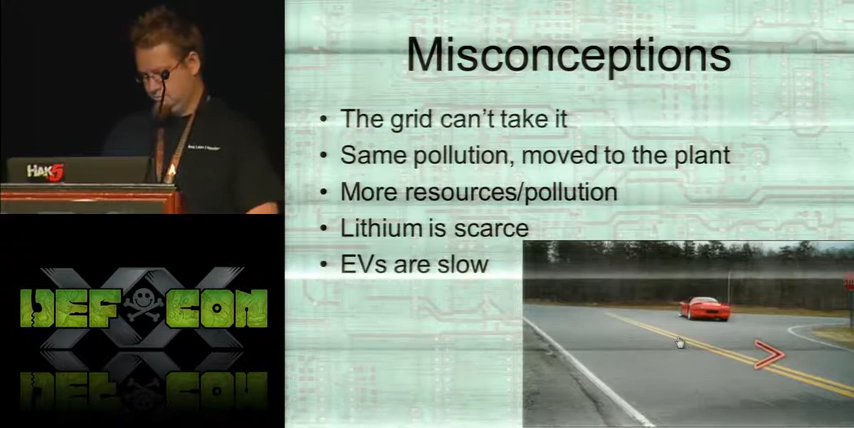 Misconceptions
• The grid can't take it
• Same pollution, moved to the plant
• More resources/pollution
• Lithium is scarce
• EVs are slow
HAK5
DEF XX CON